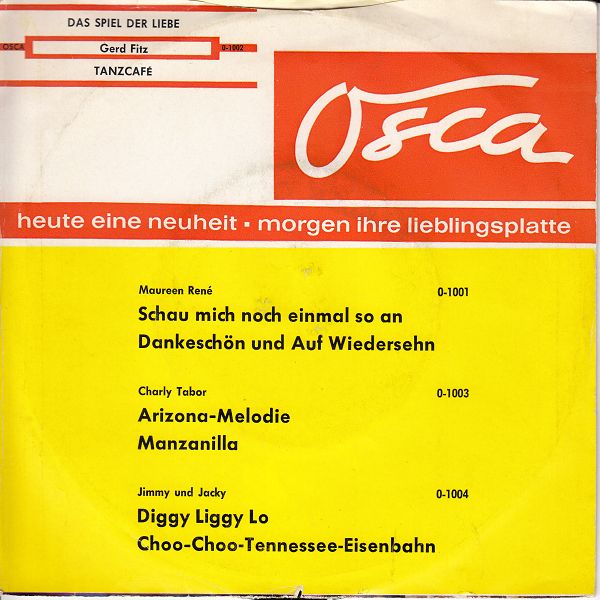 DAS SPIEL DER LIEBE
OSCA Gerd Fitz 0-1002
TANZCAFÉ
Osca
heute eine neuheit · morgen ihre lieblingsplatte
Maureen René 0-1001
Schau mich noch einmal so an
Dankeschön und Auf Wiedersehn
Charly Tabor 0-1003
Arizona-Melodie
Manzanilla
Jimmy und Jacky 0-1004
Diggy Liggy Lo
Choo-Choo-Tennessee-Eisenbahn